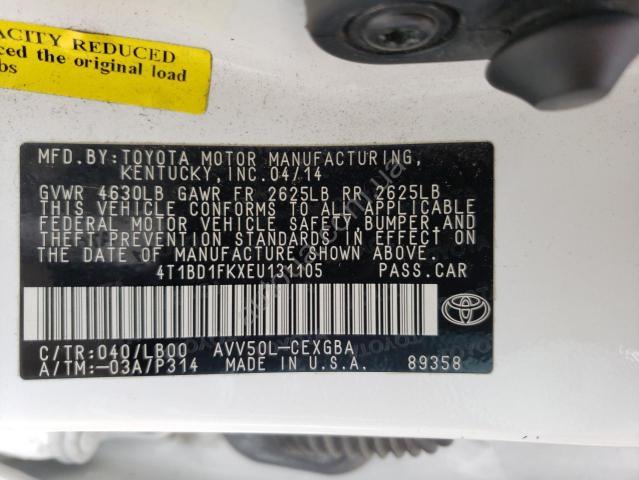 ACITY REDUCED
ced the original load
bs
MFD.BY:TOYOTA MOTOR MANUFACTURING,
KENTUCKY,INC.04/14
GVWR 4630LB GAWR FR 2625LB RR 2625LB
THIS VEHICLE CONFORMS TO ALL APPLICABLE
FEDERAL MOTOR VEHICLE SAFETY,BUMPER,AND
THEFT PREVENTION STANDARDS IN EFFECT ON
THE DATE OF MANUFACTURE SHOWN ABOVE.
4T1BD1FKXEU131105 PASS.CAR
C/TR:040/LB00 AVV50L-CEXGBA
A/TM:-03A/P314 MADE IN U.S.A. 89358